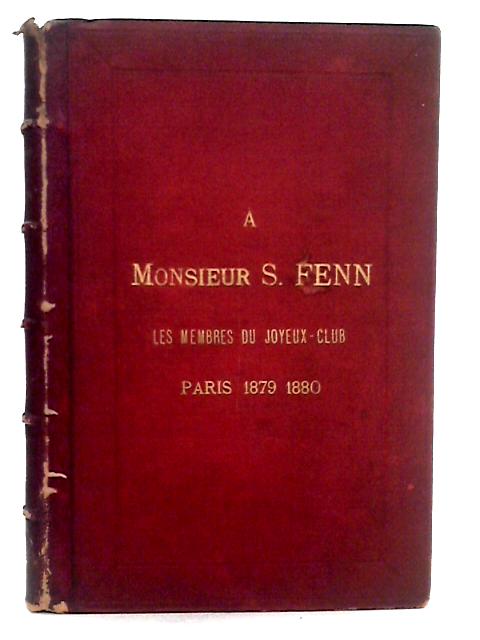 A
MONSIEUR S. FENN
LES MEMBRES DU JOYEUX-CLUB
PARIS 1879 1880